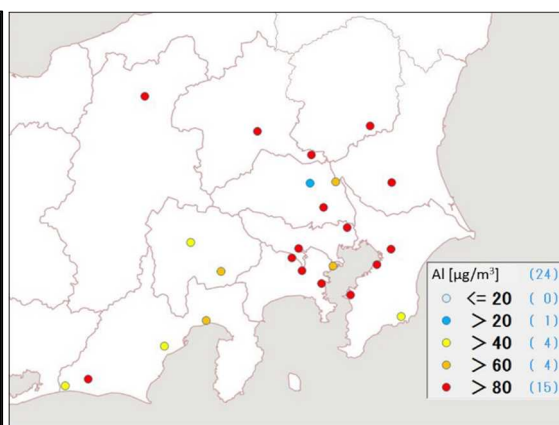 Al [µg/m³] (24)
<= 20 ( 0)
> 20 ( 1)
> 40 ( 4)
> 60 ( 4)
> 80 (15)